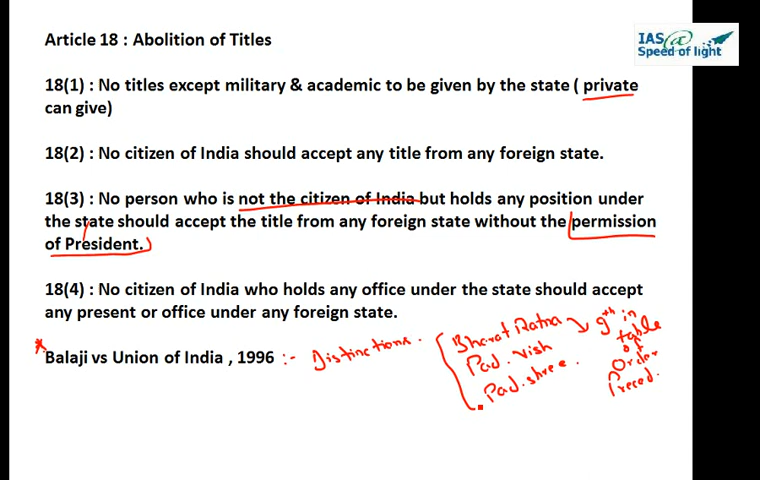 Article 18 : Abolition of Titles
IAS@
Speed of light
18(1) : No titles except military & academic to be given by the state ( private
can give)
18(2) : No citizen of India should accept any title from any foreign state.
18(3) : No person who is not the citizen of India but holds any position under
the state should accept the title from any foreign state without the permission
of President.
18(4) : No citizen of India who holds any office under the state should accept
any present or office under any foreign state.
Balaji vs Union of India , 1996 :- Distinctions.
Bharat Ratna
Pad. Vish
Pad. shree.
9th in
table
of
Order
Preced.